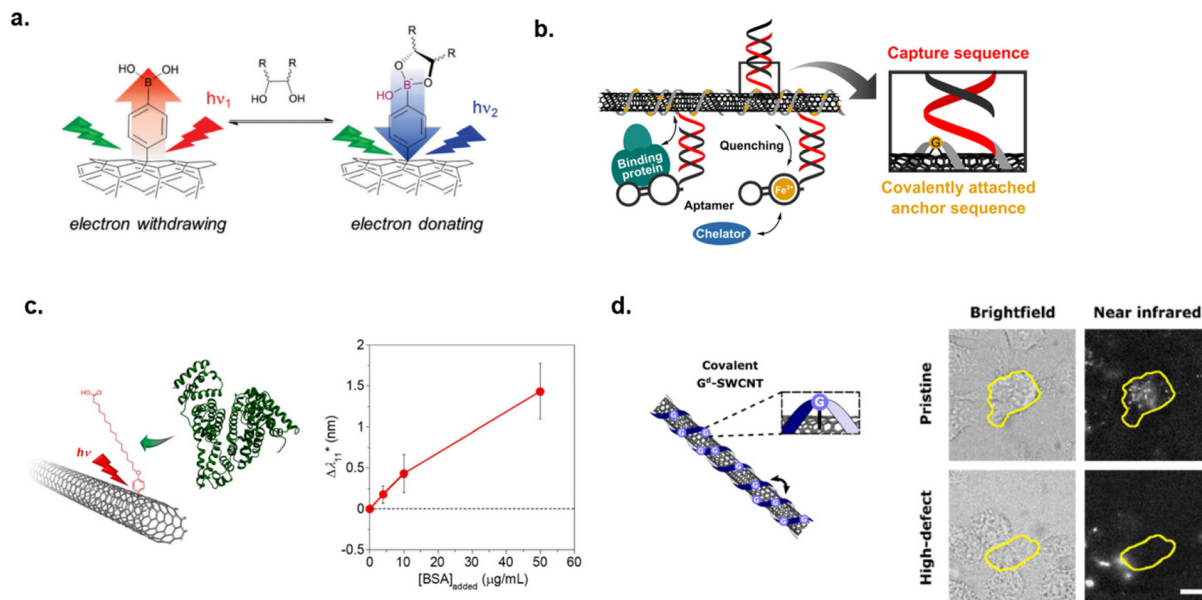 a.
HO
OH
B
R
R
HO
OH
R
R
O
O
HO
B
hν₁
hν₂
electron withdrawing
electron donating
b.
Capture sequence
G
Covalently attached
anchor sequence
Binding
protein
Quenching
Aptamer
Fe³⁺
Chelator
c.
HO
O
hν
Δλ₁₁* (nm)
2
1.5
1
0.5
0
-0.5
0 10 20 30 40 50 60
[BSA]added (μg/mL)
d.
Covalent
Gᵈ-SWCNT
G
Brightfield
Near infrared
Pristine
High-defect